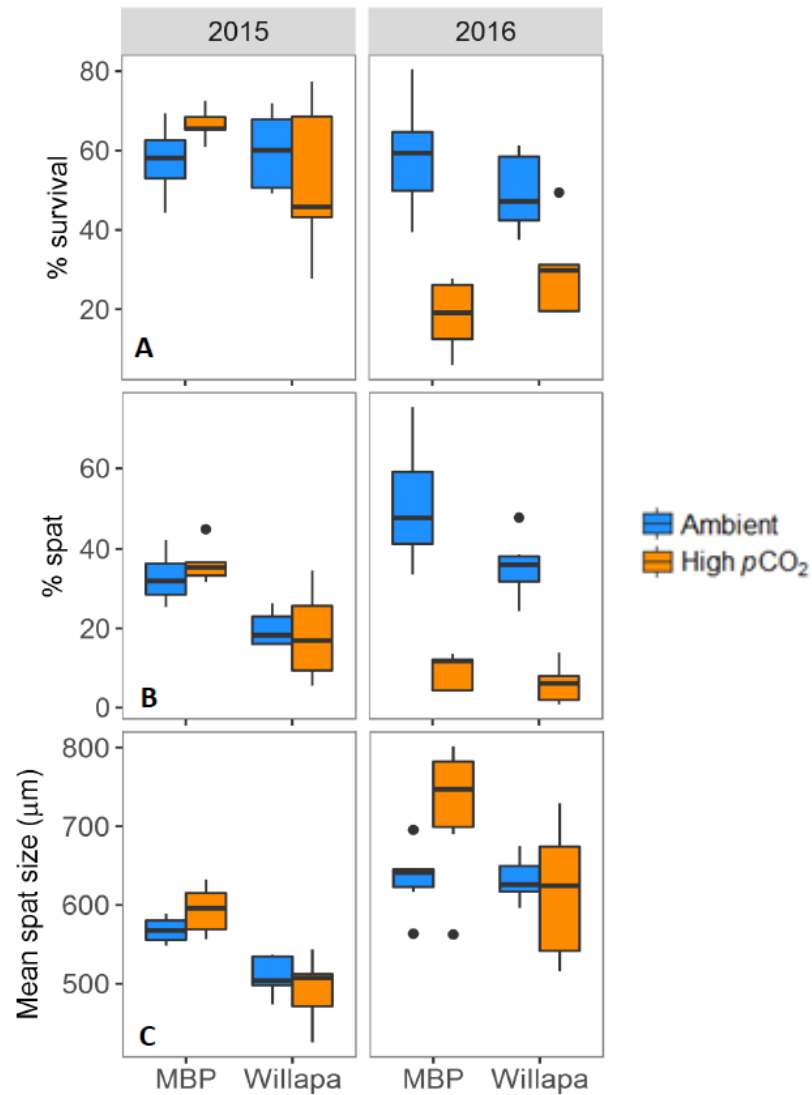 2015 2016
% survival
80
60
40
20
A
% spat
60
40
20
0
B
Ambient
High pCO₂
Mean spat size (μm)
800
700
600
500
C
MBP Willapa MBP Willapa